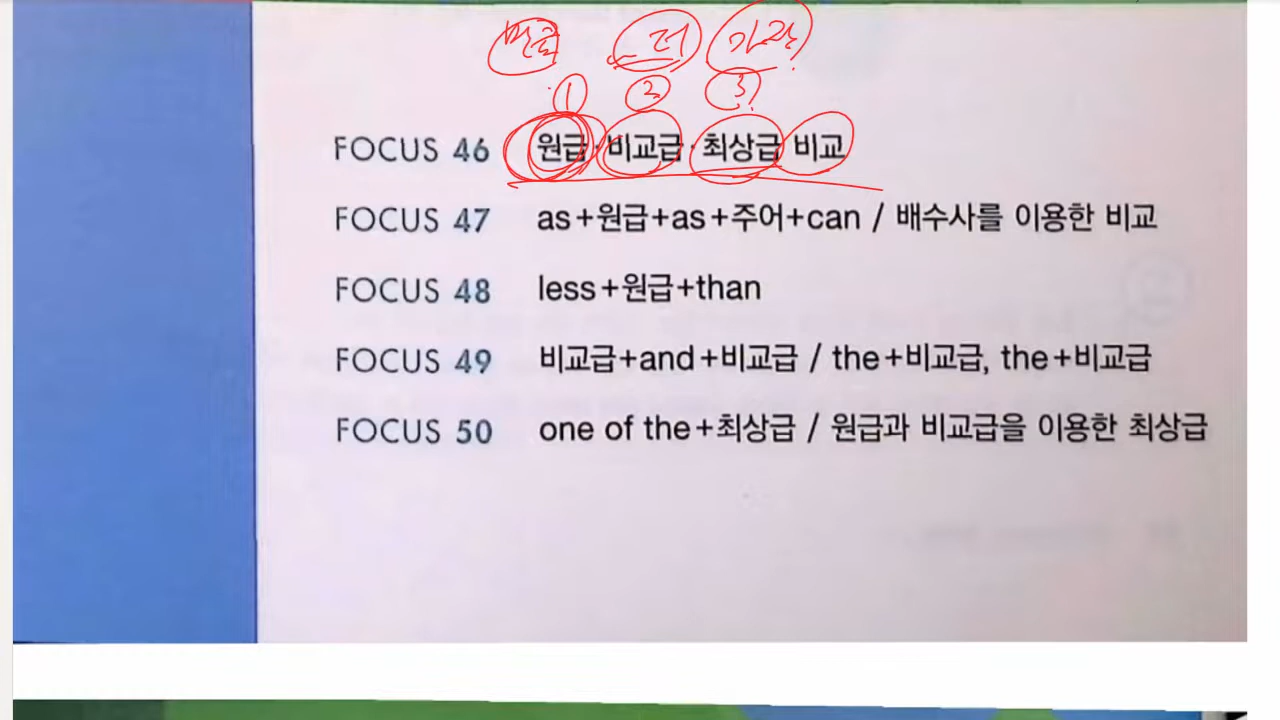 만큼 더 가장
① ② ③
FOCUS 46 원급·비교급·최상급 비교
FOCUS 47 as+원급+as+주어+can / 배수사를 이용한 비교
FOCUS 48 less+원급+than
FOCUS 49 비교급+and+비교급 / the+비교급, the+비교급
FOCUS 50 one of the+최상급 / 원급과 비교급을 이용한 최상급